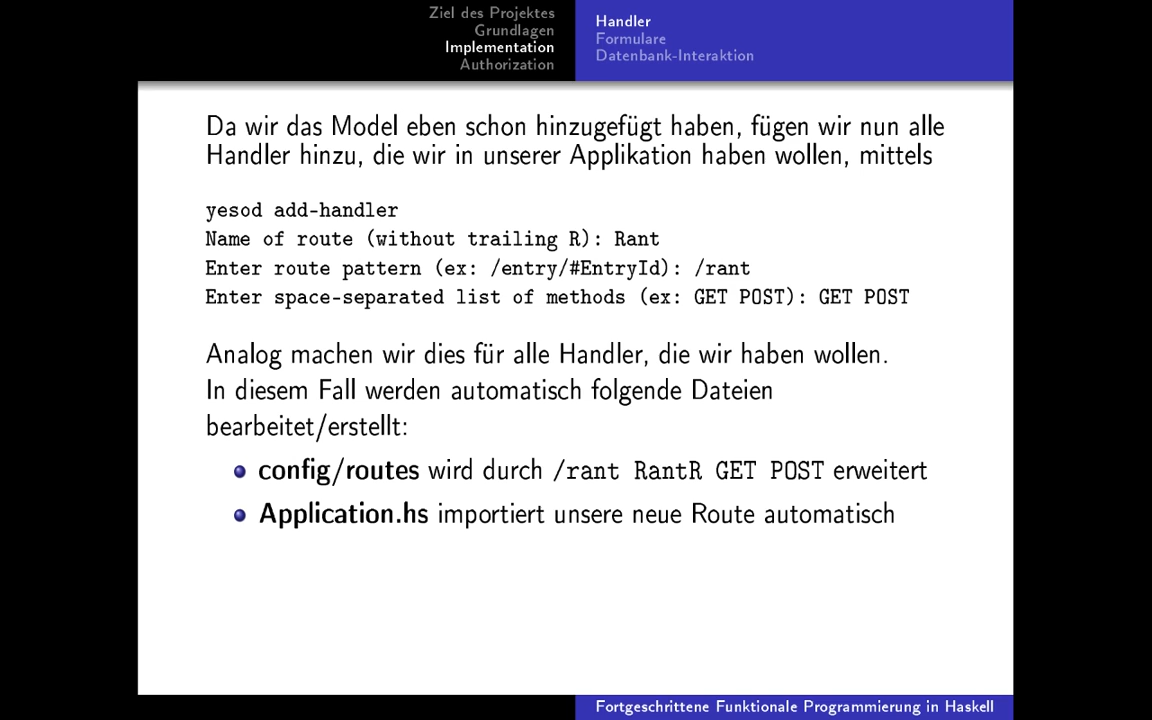 Ziel des Projektes
Grundlagen
Implementation
Authorization
Handler
Formulare
Datenbank-Interaktion
Da wir das Model eben schon hinzugefügt haben, fügen wir nun alle
Handler hinzu, die wir in unserer Applikation haben wollen, mittels
yesod add-handler
Name of route (without trailing R): Rant
Enter route pattern (ex: /entry/#EntryId): /rant
Enter space-separated list of methods (ex: GET POST): GET POST
Analog machen wir dies für alle Handler, die wir haben wollen.
In diesem Fall werden automatisch folgende Dateien
bearbeitet/erstellt:
config/routes wird durch /rant RantR GET POST erweitert
Application.hs importiert unsere neue Route automatisch
Fortgeschrittene Funktionale Programmierung in Haskell